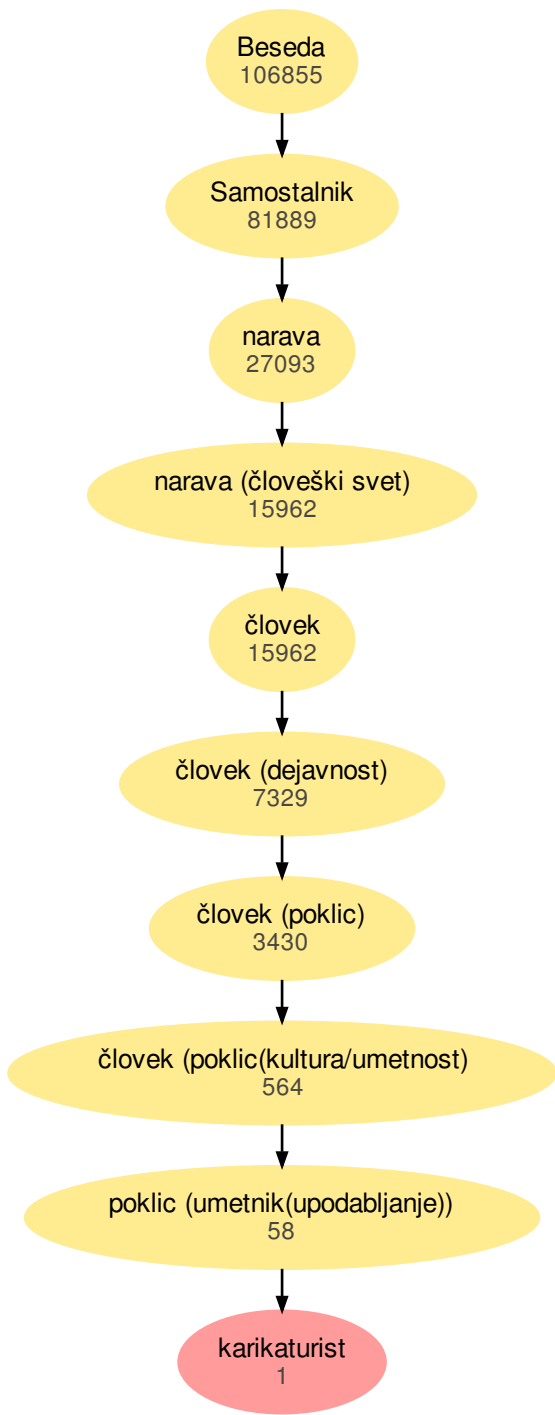 Beseda
106855
Samostalnik
81889
narava
27093
narava (človeški svet)
15962
človek
15962
človek (dejavnost)
7329
človek (poklic)
3430
človek (poklic(kultura/umetnost)
564
poklic (umetnik(upodabljanje))
58
karikaturist
1